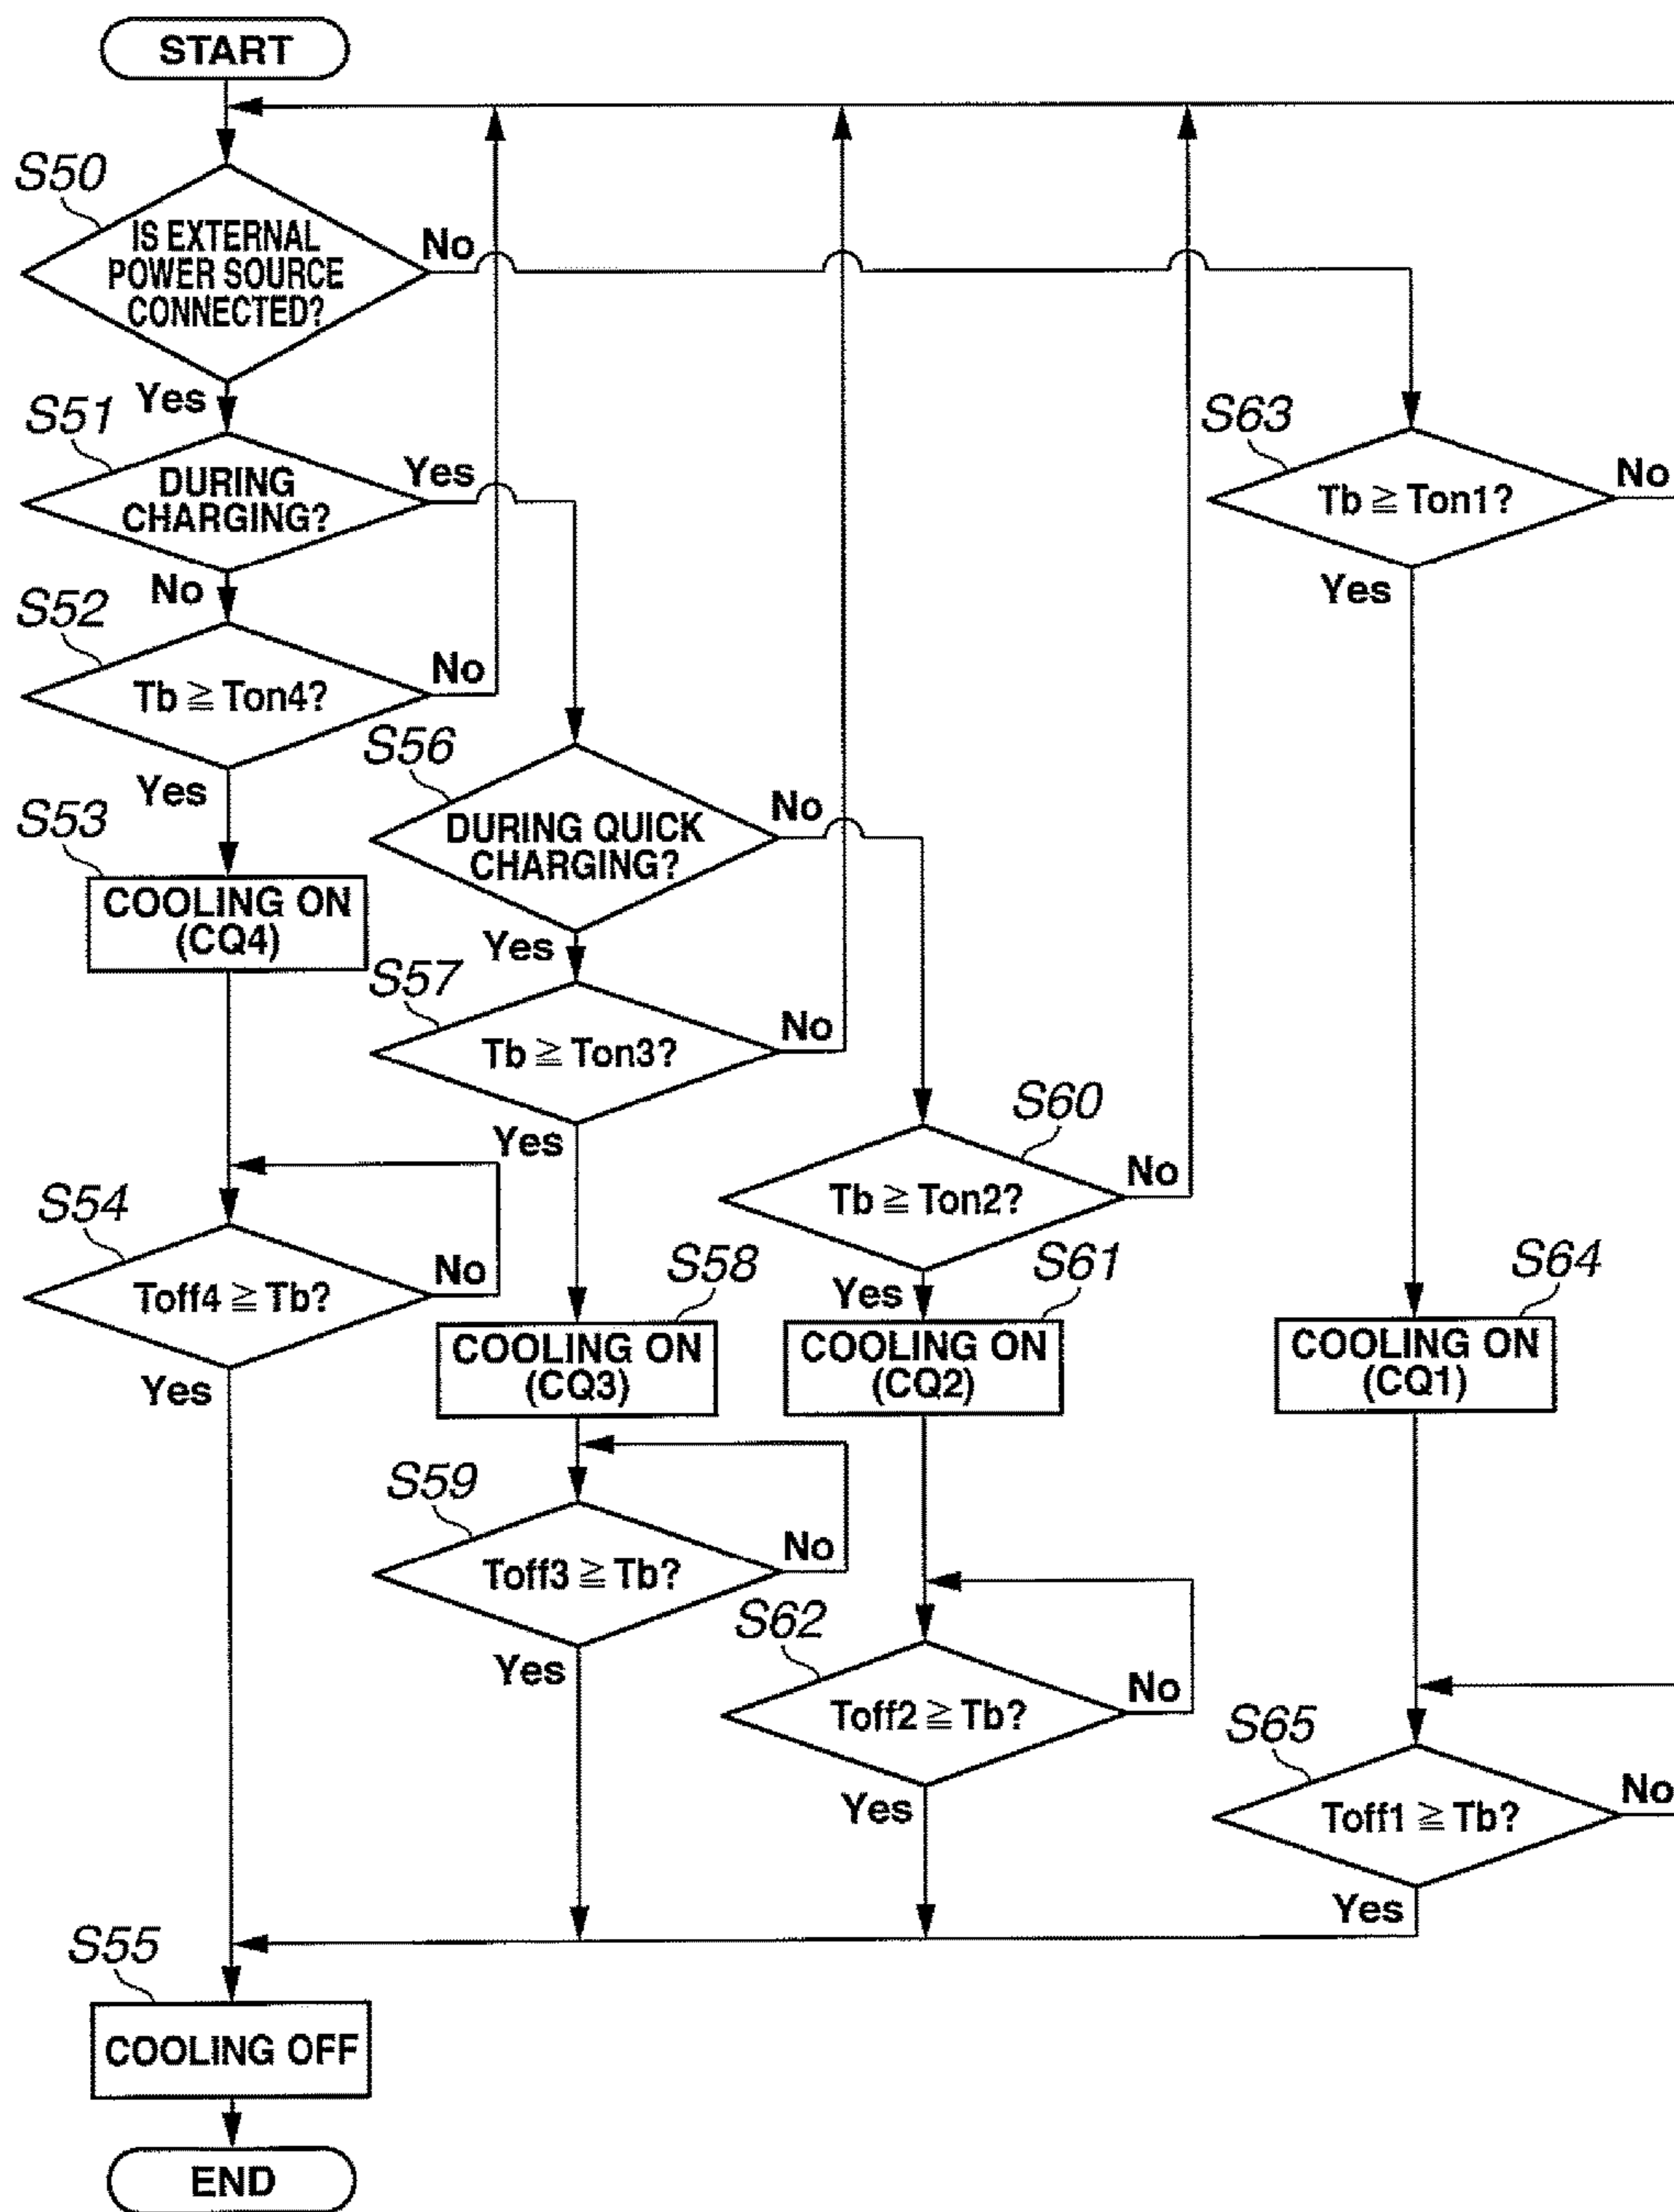 START
S50
IS EXTERNAL
POWER SOURCE
CONNECTED?
No
Yes
S51
DURING
CHARGING?
Yes
No
S63
Tb ≧ Ton1?
No
Yes
S52
Tb ≧ Ton4?
No
Yes
S56
DURING QUICK
CHARGING?
No
Yes
S53
COOLING ON
(CQ4)
S57
Tb ≧ Ton3?
No
Yes
S60
Tb ≧ Ton2?
No
Yes
S54
Toff4 ≧ Tb?
No
Yes
S58
COOLING ON
(CQ3)
S61
COOLING ON
(CQ2)
S64
COOLING ON
(CQ1)
S59
Toff3 ≧ Tb?
No
Yes
S62
Toff2 ≧ Tb?
No
Yes
S65
Toff1 ≧ Tb?
No
Yes
S55
COOLING OFF
END